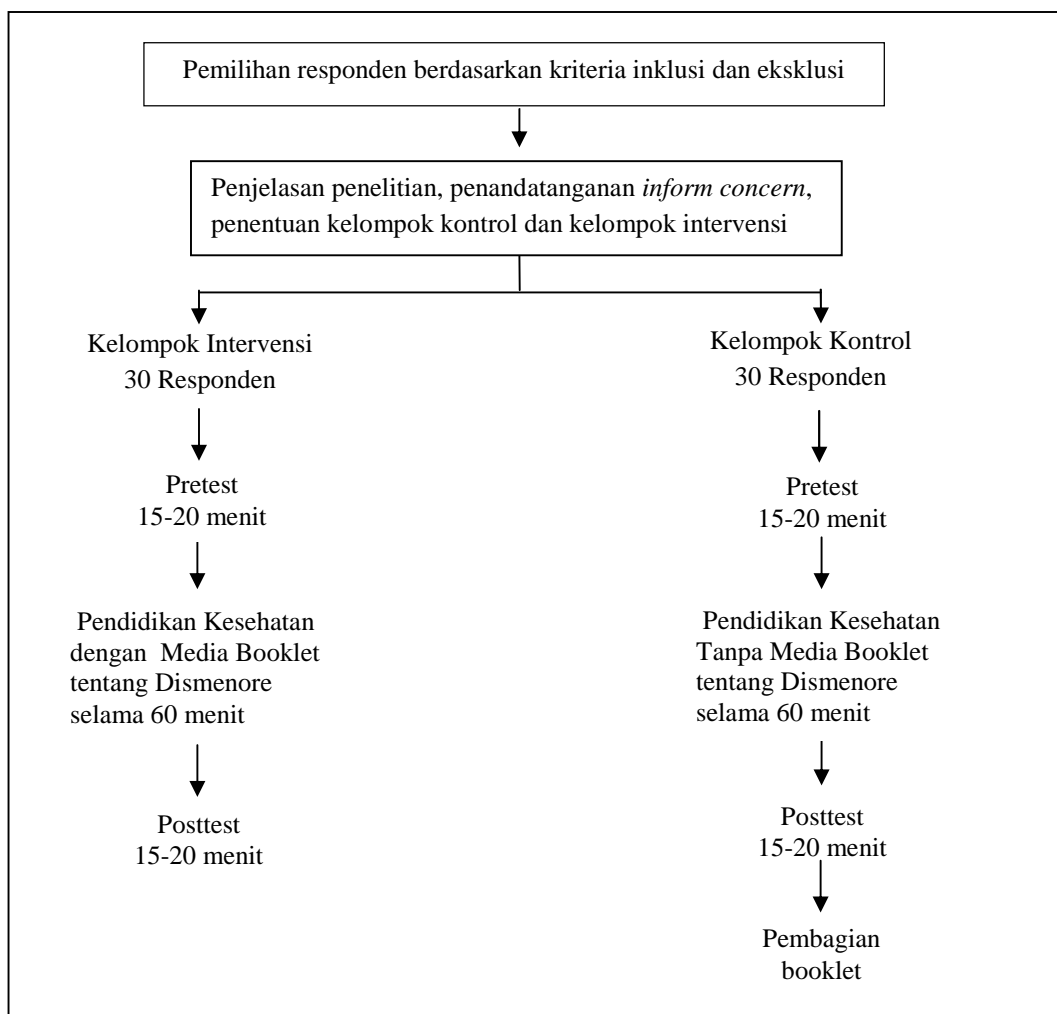 Pemilihan responden berdasarkan kriteria inklusi dan eksklusi
Penjelasan penelitian, penandatanganan inform concern,
penentuan kelompok kontrol dan kelompok intervensi
Kelompok Intervensi
30 Responden
Pretest
15-20 menit
Pendidikan Kesehatan
dengan Media Booklet
tentang Dismenore
selama 60 menit
Posttest
15-20 menit
Kelompok Kontrol
30 Responden
Pretest
15-20 menit
Pendidikan Kesehatan
Tanpa Media Booklet
tentang Dismenore
selama 60 menit
Posttest
15-20 menit
Pembagian
booklet